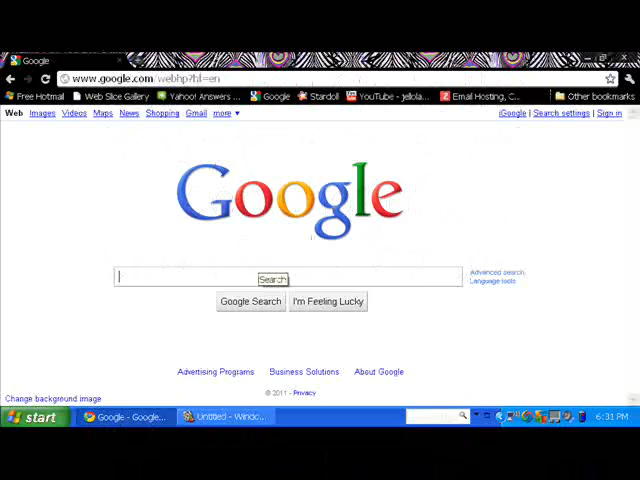 Google
www.google.com/webhp?hl=en
Free Hotmail Web Slice Gallery Yahoo! Answers ... Google Stardoll YouTube - jellola... Email Hosting, C... Other bookmarks
Web Images Videos Maps News Shopping Gmail more ▼ iGoogle | Search settings | Sign in
Google
Advanced search
Language tools
Search
Google Search I'm Feeling Lucky
Advertising Programs Business Solutions About Google
© 2011 - Privacy
Change background image
start Google - Google... Untitled - Windo... 6:31 PM